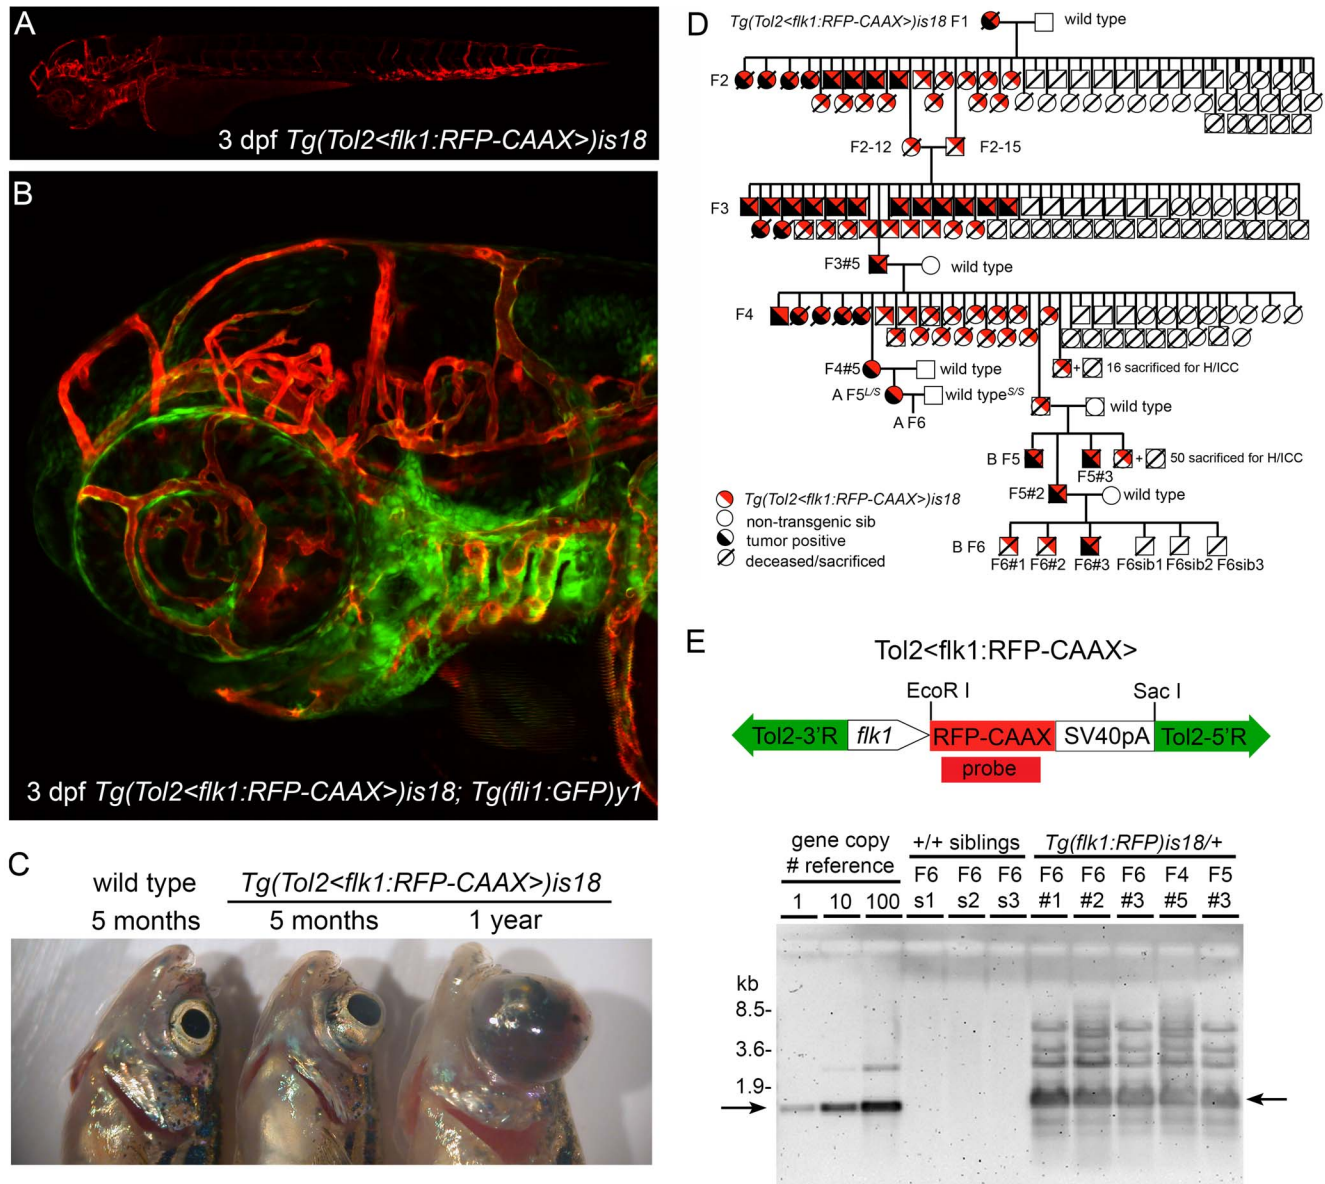 A
3 dpf Tg(Tol2<flk1:RFP-CAAX>)is18
B
3 dpf Tg(Tol2<flk1:RFP-CAAX>)is18; Tg(fli1:GFP)y1
C
wild type
Tg(Tol2<flk1:RFP-CAAX>)is18
5 months
5 months
1 year
D
Tg(Tol2<flk1:RFP-CAAX>)is18 F1
wild type
F2
F2-12
F2-15
F3
F3#5
wild type
F4
F4#5
wild type
+
16 sacrificed for H/ICC
A F5L/S
wild typeS/S
A F6
wild type
B F5
F5#3
+
50 sacrificed for H/ICC
F5#2
wild type
B F6
F6#1 F6#2 F6#3 F6sib1 F6sib2 F6sib3
Tg(Tol2<flk1:RFP-CAAX>)is18
non-transgenic sib
tumor positive
deceased/sacrificed
E
Tol2<flk1:RFP-CAAX>
EcoR I
Sac I
Tol2-3'R
flk1
RFP-CAAX
SV40pA
Tol2-5'R
probe
gene copy
# reference
+/+ siblings
Tg(flk1:RFP)is18/+
F6 F6 F6 F6 F6 F6 F4 F5
1 10 100 s1 s2 s3 #1 #2 #3 #5 #3
kb
8.5-
3.6-
1.9-